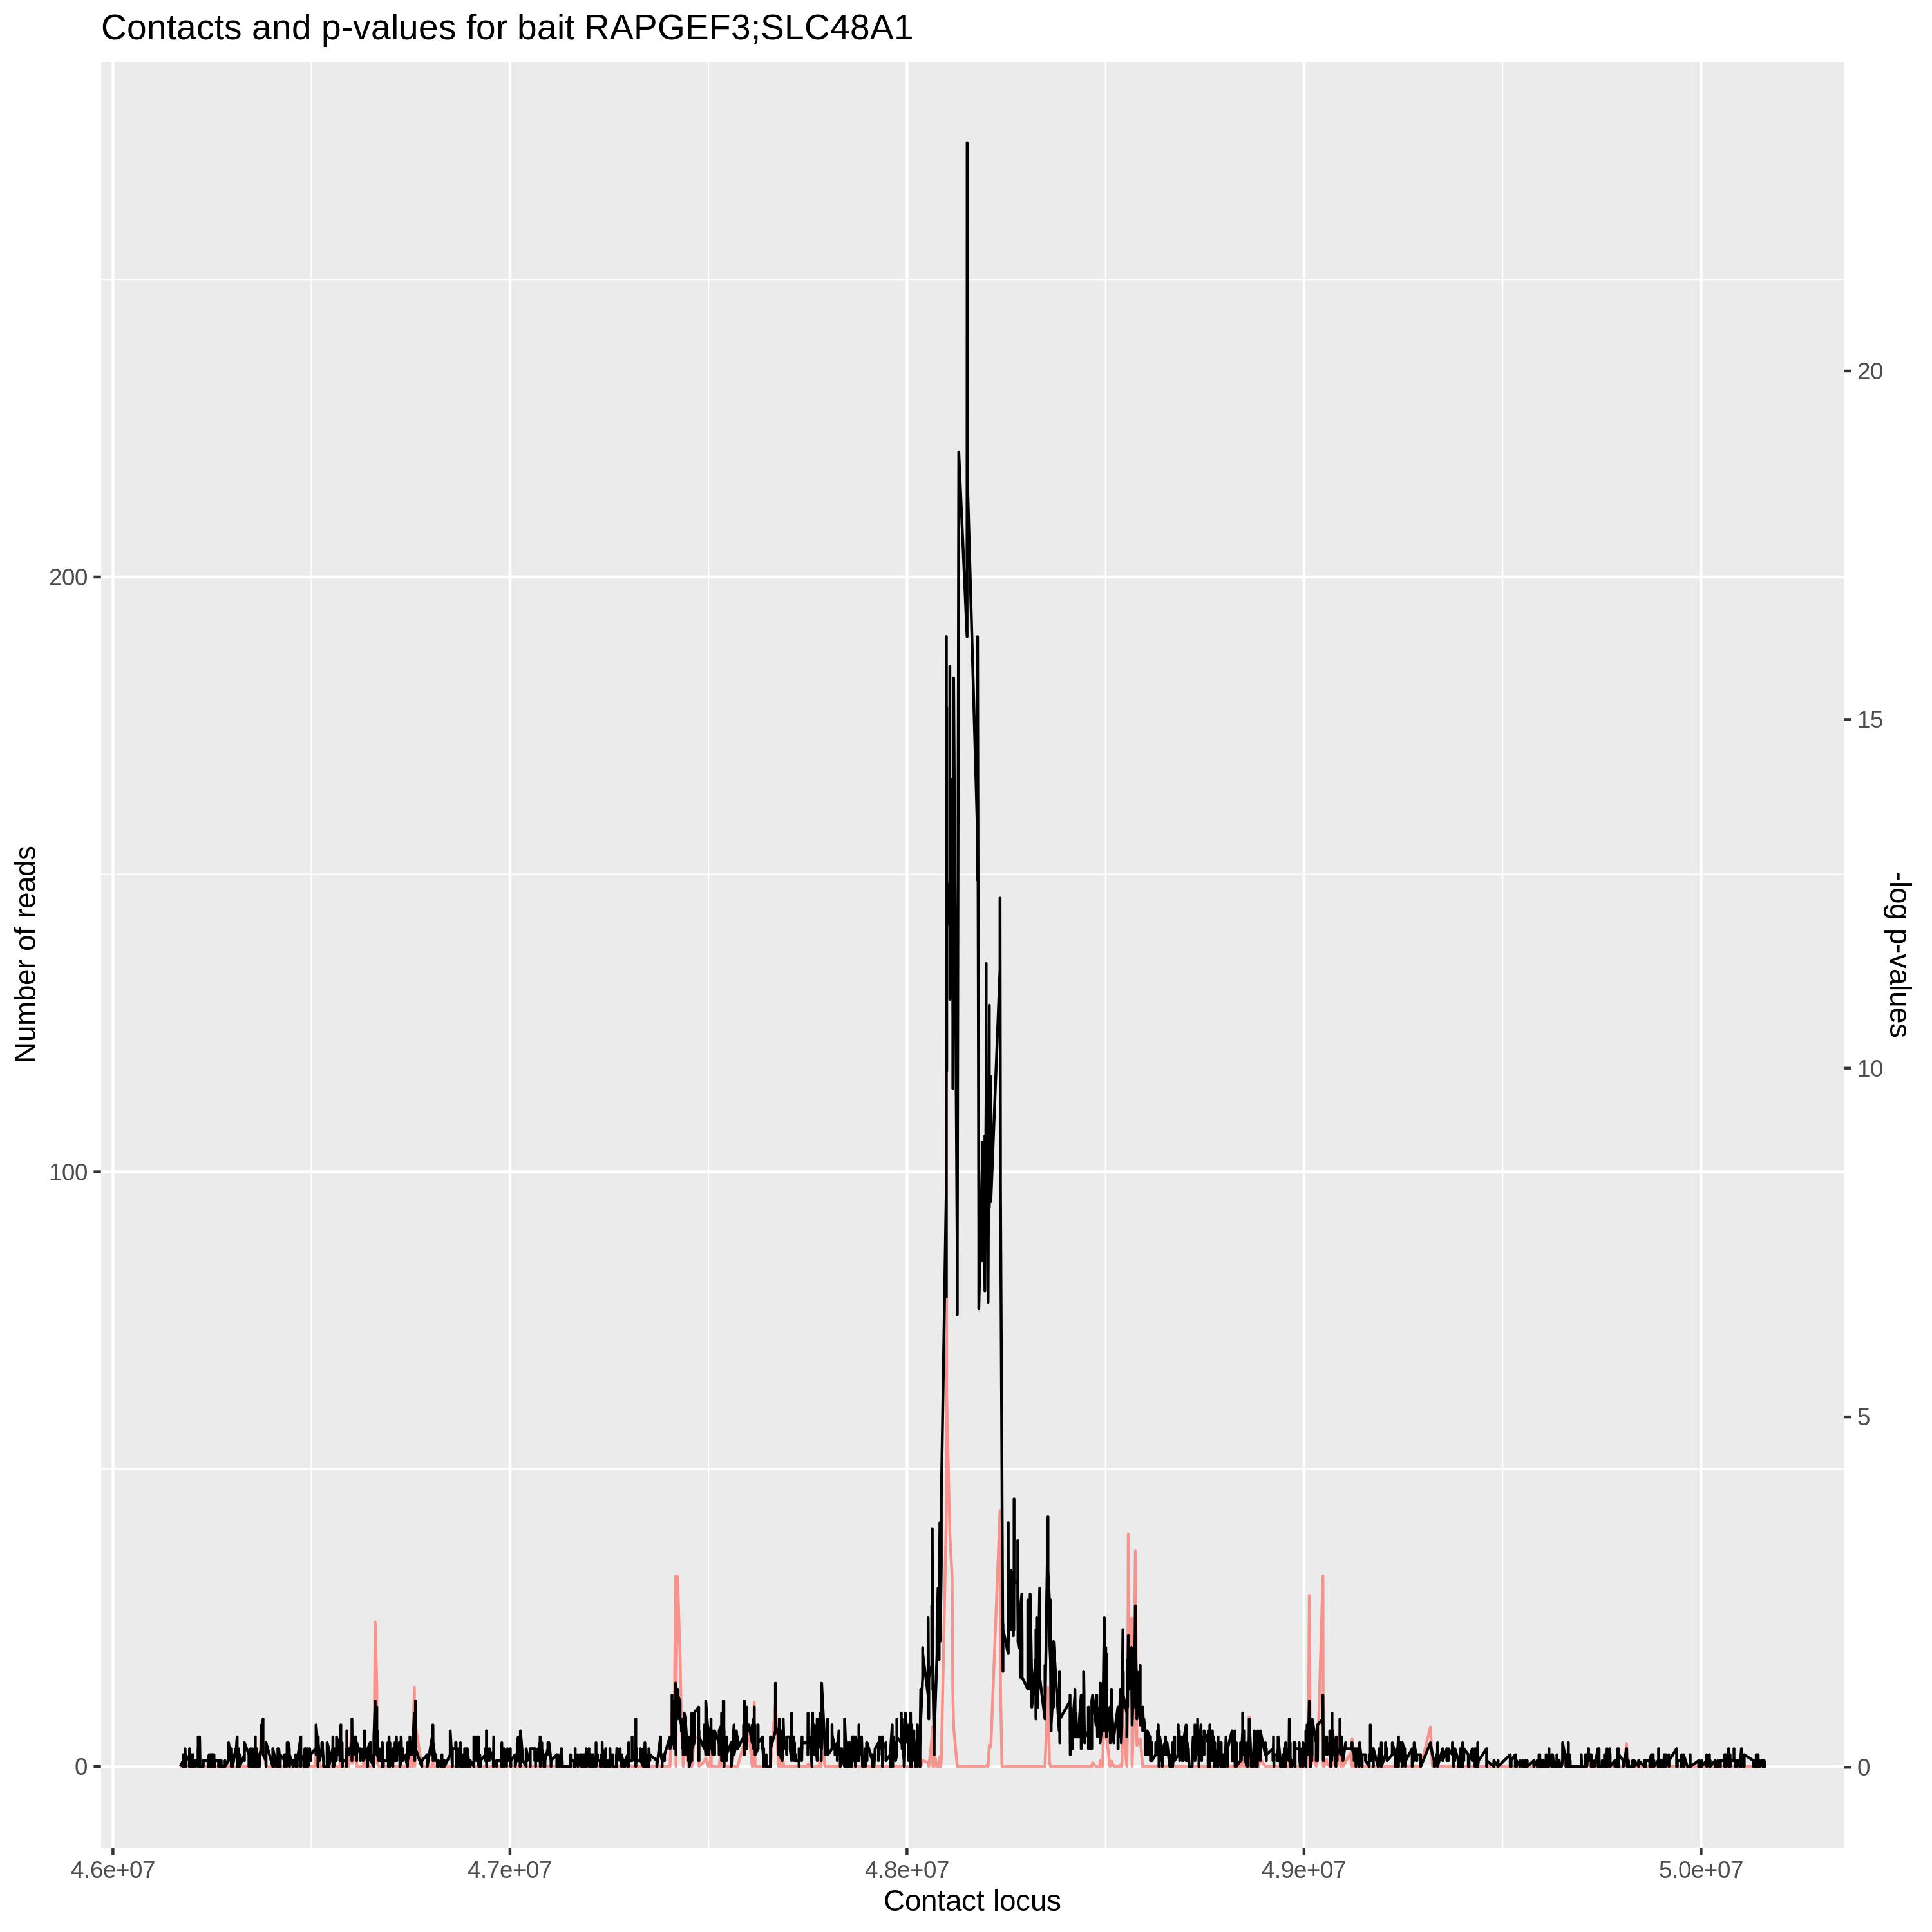 Contacts and p-values for bait RAPGEF3;SLC48A1
Number of reads
200
100
0
20
15
10
5
0
-log p-values
4.6e+07 4.7e+07 4.8e+07 4.9e+07 5.0e+07
Contact locus